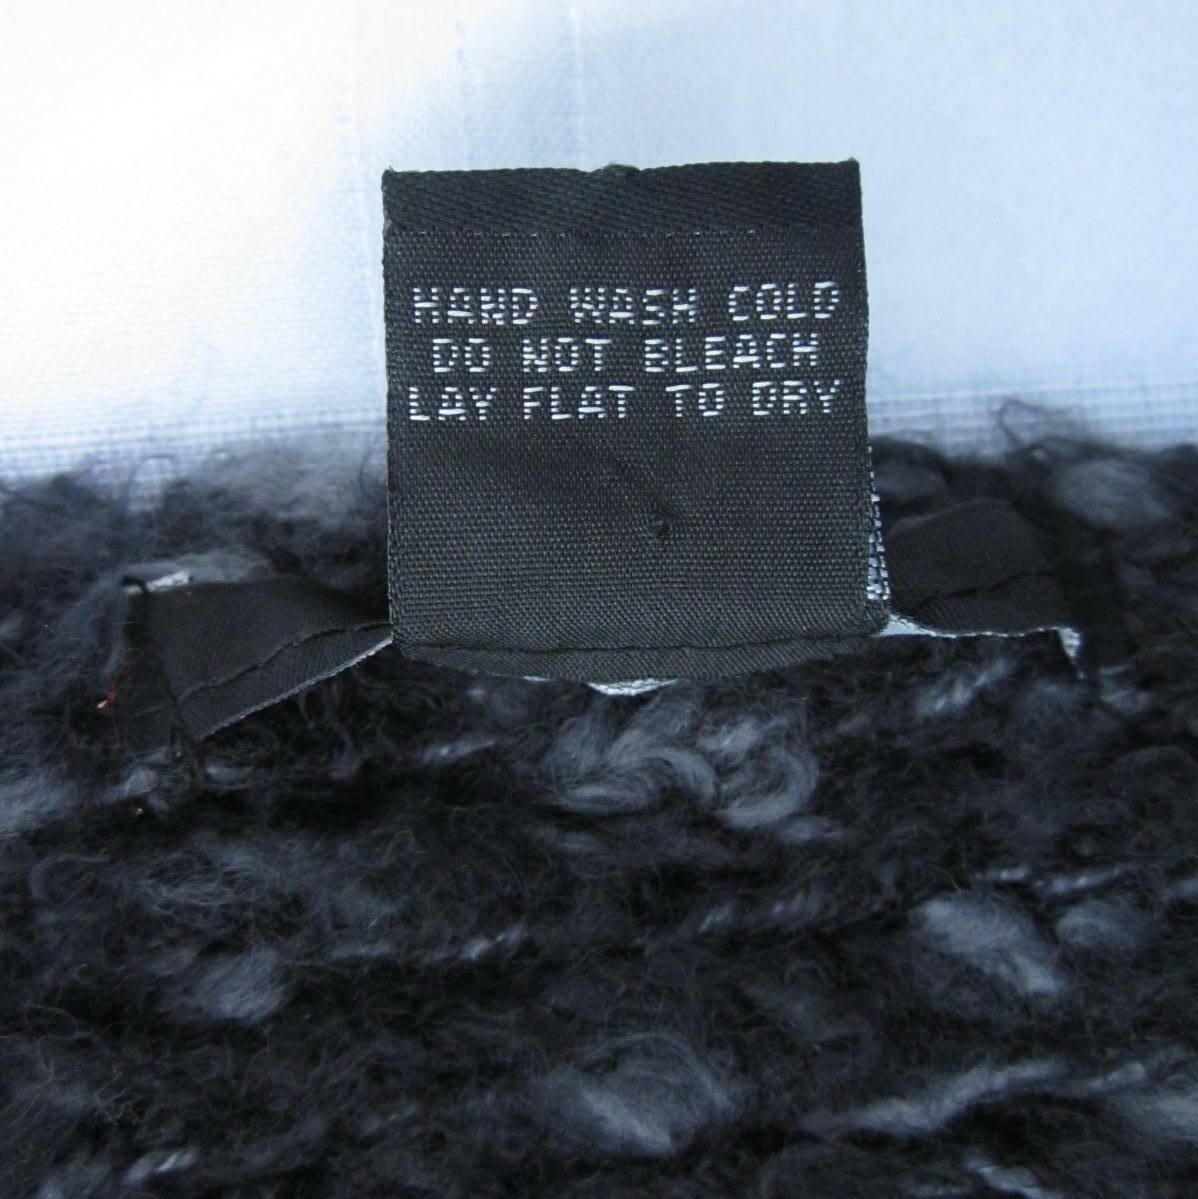 HAND WASH COLD
DO NOT BLEACH
LAY FLAT TO DRY